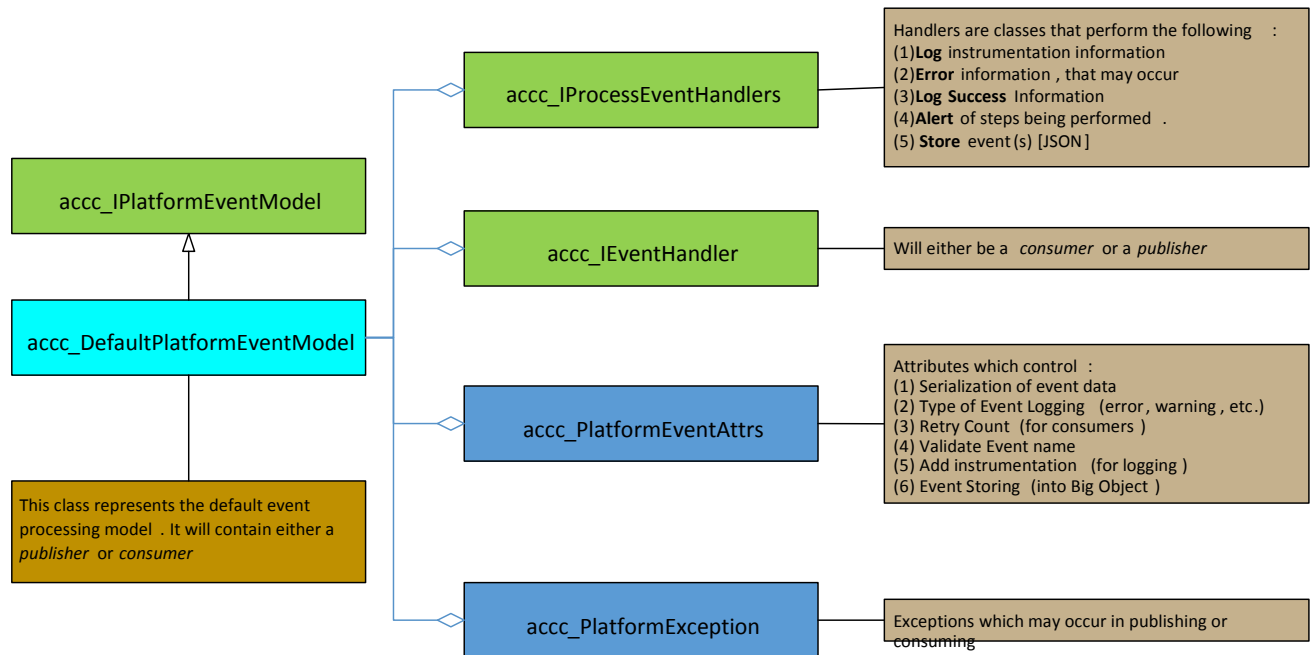 Handlers are classes that perform the following :
(1)Log instrumentation information
(2)Error information , that may occur
(3)Log Success Information
(4)Alert of steps being performed .
(5) Store event(s) [JSON]
accc_IProcessEventHandlers
accc_IPlatformEventModel
accc_IEventHandler
Will either be a consumer or a publisher
accc_DefaultPlatformEventModel
Attributes which control :
(1) Serialization of event data
(2) Type of Event Logging (error, warning, etc.)
(3) Retry Count (for consumers )
(4) Validate Event name
(5) Add instrumentation (for logging )
(6) Event Storing (into Big Object )
accc_PlatformEventAttrs
This class represents the default event
processing model . It will contain either a
publisher or consumer
accc_PlatformException
Exceptions which may occur in publishing or
consuming